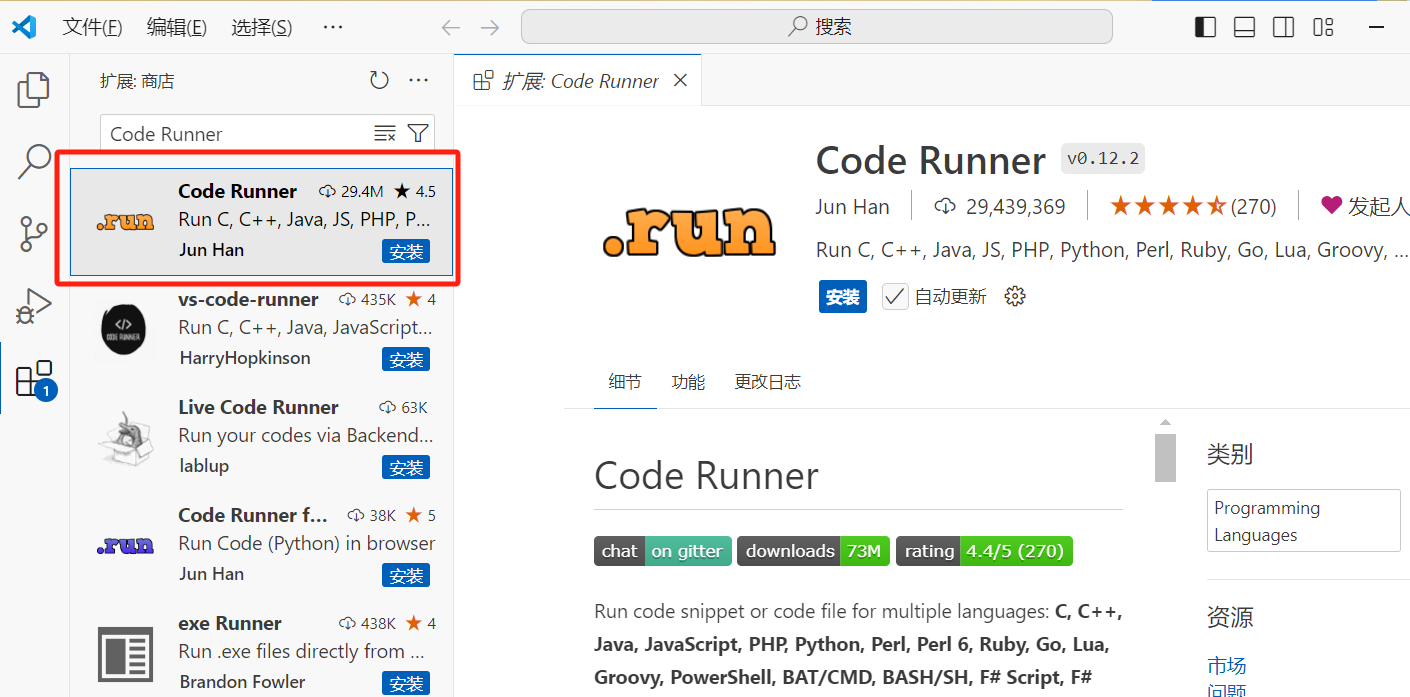 文件(F) 编辑(E) 选择(S) ··· 搜索
扩展: 商店
Code Runner
Code Runner 29.4M ★ 4.5
.run
Run C, C++, Java, JS, PHP, P...
Jun Han 安装
vs-code-runner 435K ★ 4
</>
CODE RUNNER
Run C, C++, Java, JavaScript...
HarryHopkinson 安装
Live Code Runner 63K
Run your codes via Backend...
lablup 安装
Code Runner f... 38K ★ 5
.run
Run Code (Python) in browser
Jun Han 安装
exe Runner 438K ★ 4
Run .exe files directly from ...
Brandon Fowler 安装
1
扩展: Code Runner
.run
Code Runner v0.12.2
Jun Han 29,439,369 (270) 发起人
Run C, C++, Java, JS, PHP, Python, Perl, Ruby, Go, Lua, Groovy, ...
安装 自动更新
细节 功能 更改日志
Code Runner
chat on gitter downloads 73M rating 4.4/5 (270)
Run code snippet or code file for multiple languages: C, C++,
Java, JavaScript, PHP, Python, Perl, Perl 6, Ruby, Go, Lua,
Groovy, PowerShell, BAT/CMD, BASH/SH, F# Script, F#
类别
Programming
Languages
资源
市场
问题